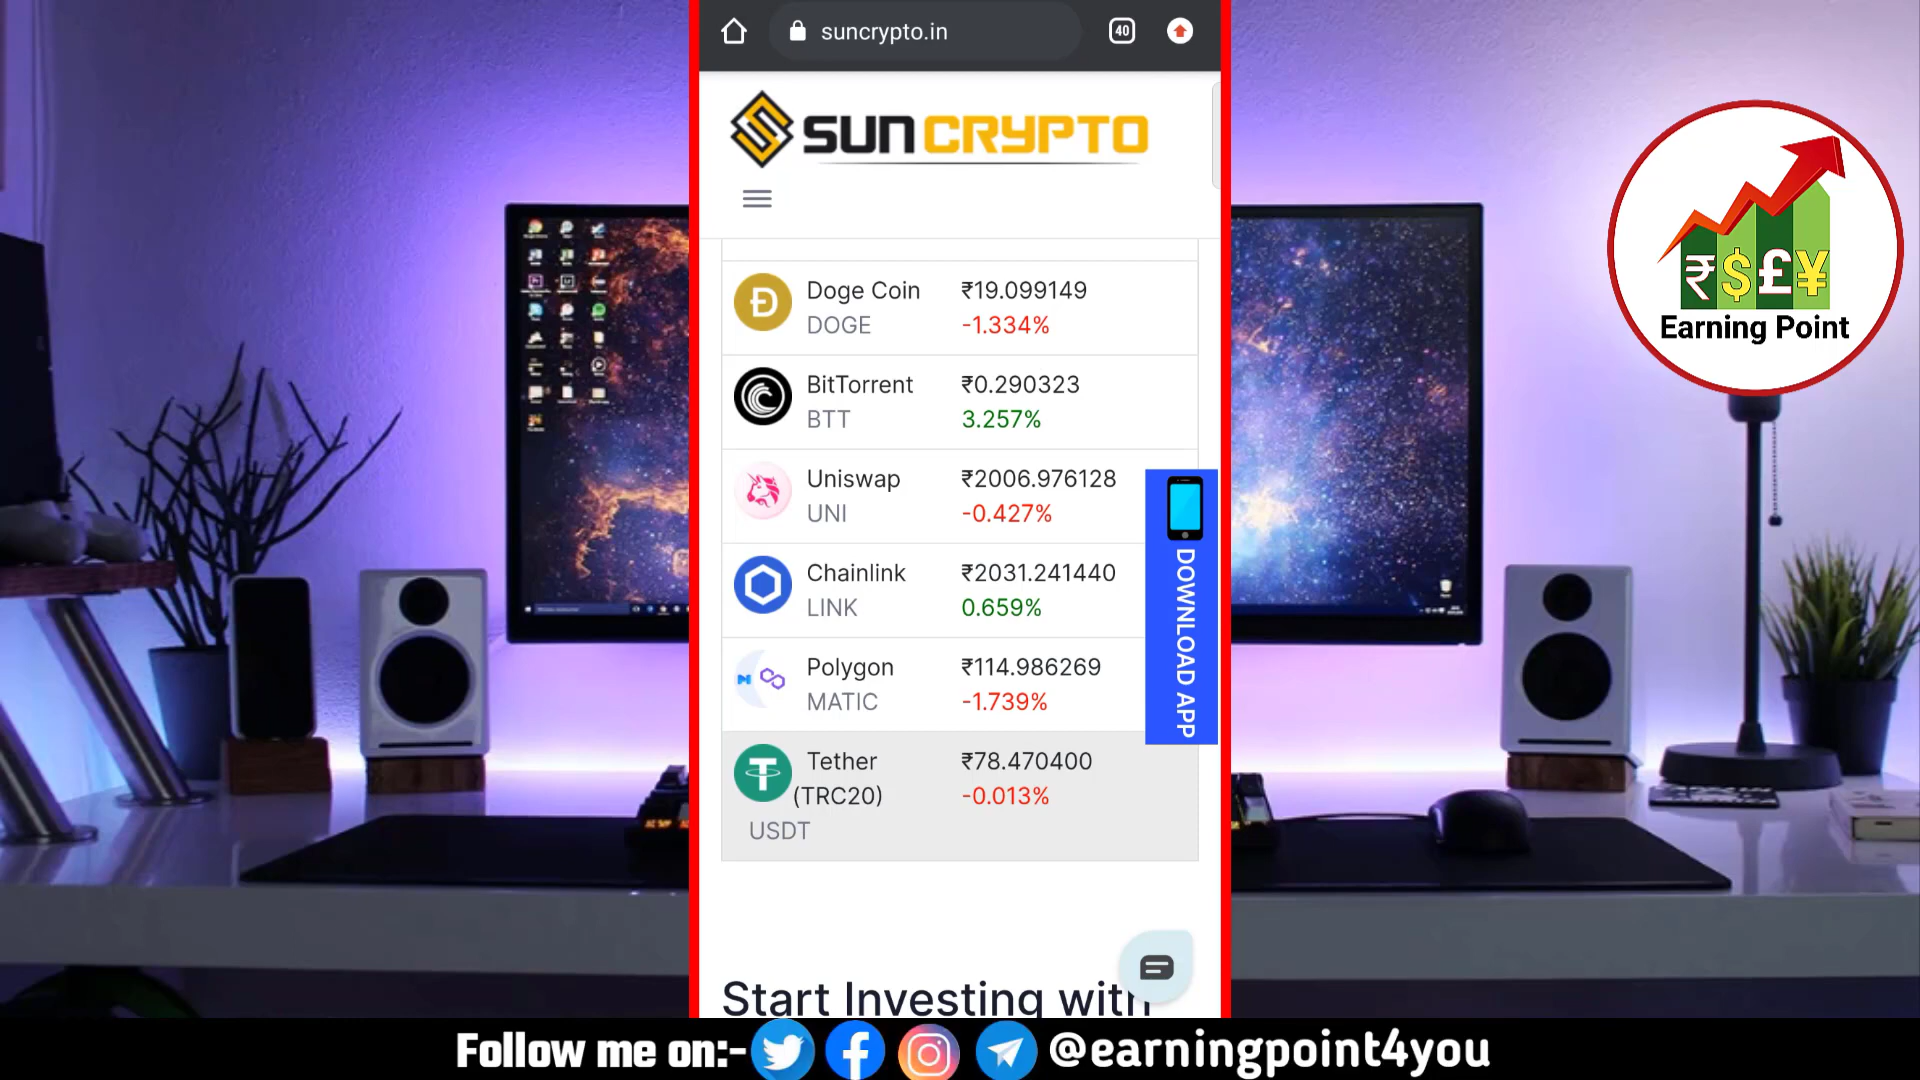 40
suncrypto.in
SUN CRYPTO
Doge Coin ₹19.099149
DOGE -1.334%
BitTorrent ₹0.290323
BTT 3.257%
Uniswap ₹2006.976128
UNI -0.427%
Chainlink ₹2031.241440
LINK 0.659%
Polygon ₹114.986269
MATIC -1.739%
Tether ₹78.470400
(TRC20) -0.013%
USDT
DOWNLOAD APP
Start Investing with
₹$£¥
Earning Point
Follow me on:- @earningpoint4you